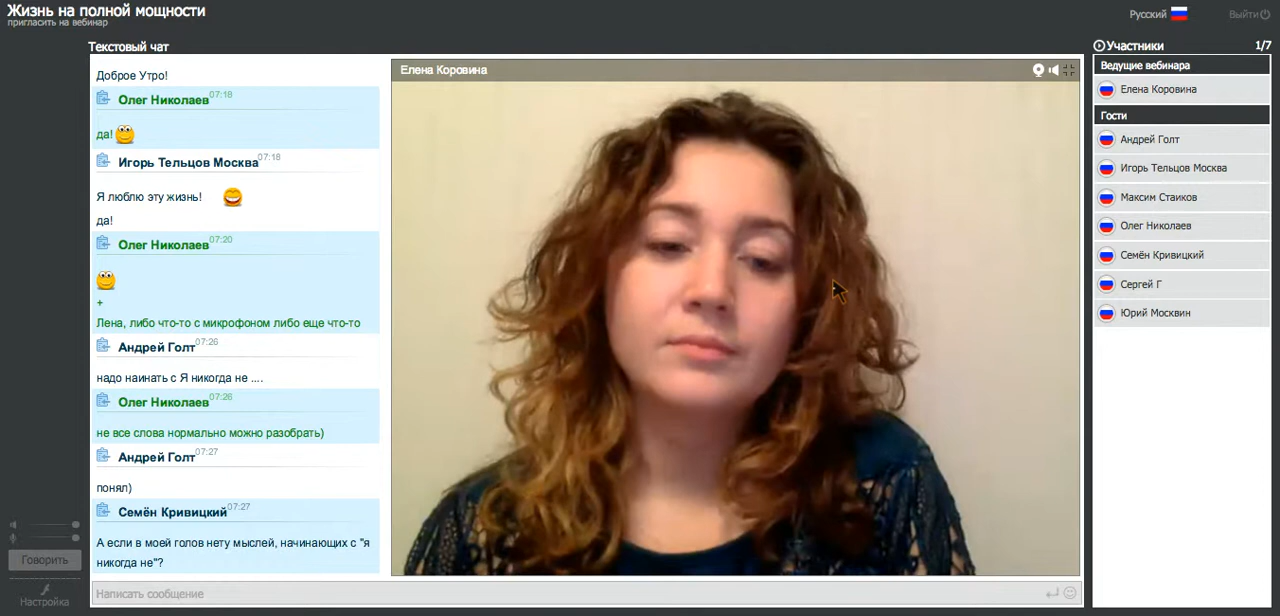 Жизнь на полной мощности
пригласить на вебинар
Русский
Выйти
Текстовый чат
Доброе Утро!
Олег Николаев 07:18
да!
Игорь Тельцов Москва 07:18
Я люблю эту жизнь!
да!
Олег Николаев 07:20
+
Лена, либо что-то с микрофоном либо еще что-то
Андрей Голт 07:26
надо наинать с Я никогда не ....
Олег Николаев 07:26
не все слова нормально можно разобрать)
Андрей Голт 07:27
понял)
Семён Кривицкий 07:27
А если в моей голов нету мыслей, начинающих с "я
никогда не"?
Написать сообщение
Говорить
Настройка
Елена Коровина
Участники 1/7
Ведущие вебинара
Елена Коровина
Гости
Андрей Голт
Игорь Тельцов Москва
Максим Стаиков
Олег Николаев
Семён Кривицкий
Сергей Г
Юрий Москвин